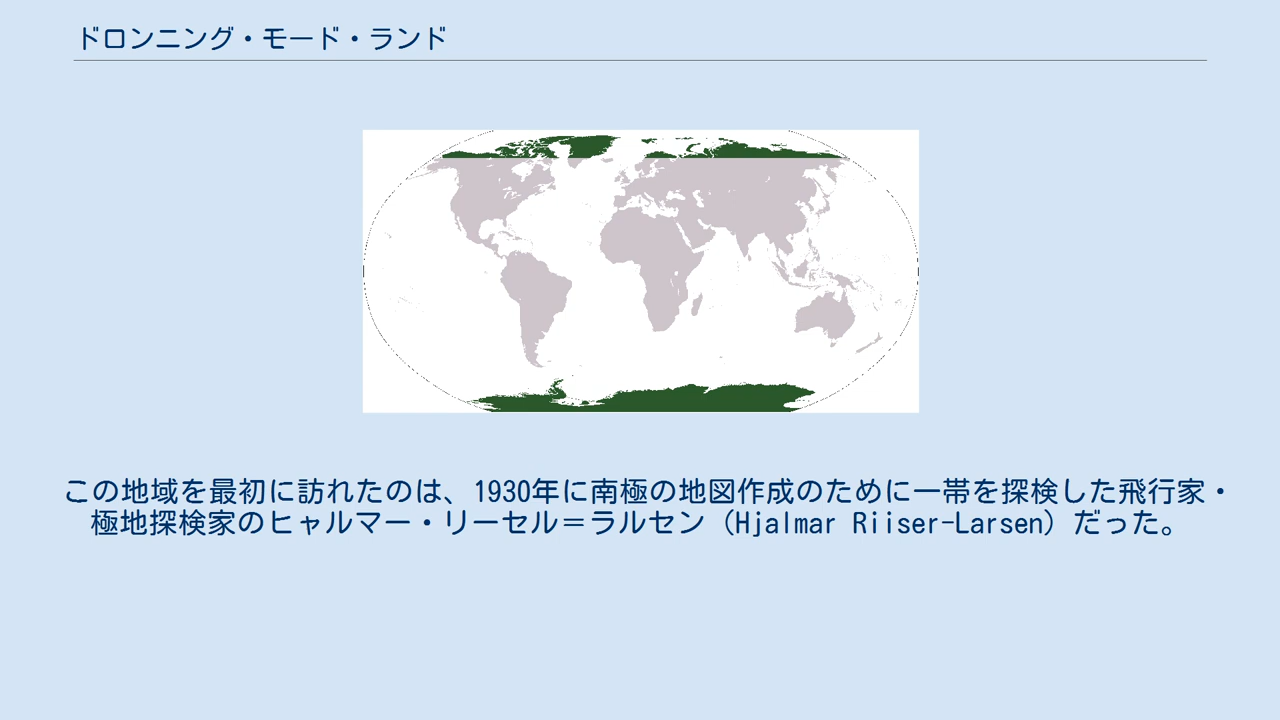 ドロンニング・モード・ランド
この地域を最初に訪れたのは、1930年に南極の地図作成のために一帯を探検した飛行家・
極地探検家のヒャルマー・リーセル＝ラルセン（Hjalmar Riiser-Larsen）だった。